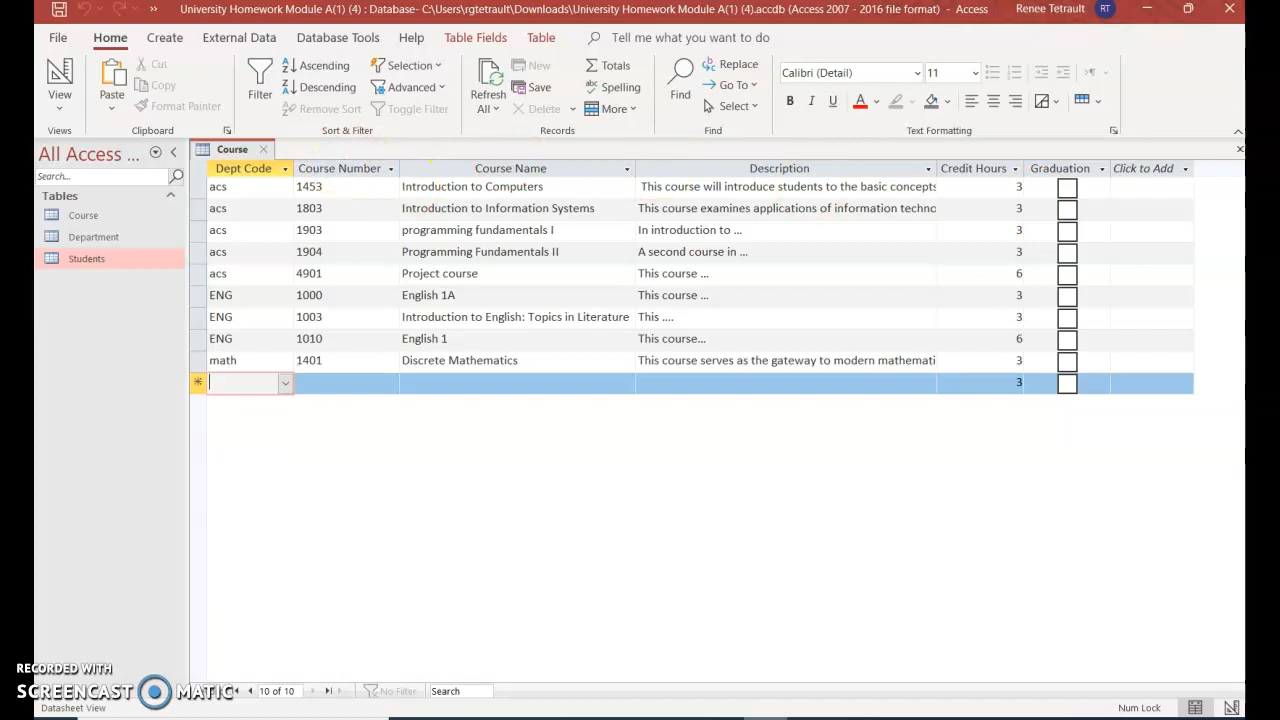 University Homework Module A(1) (4) : Database- C:\Users\rgtetrault\Downloads\University Homework Module A(1) (4).accdb (Access 2007 - 2016 file format) - Access
Renee Tetrault RT
File Home Create External Data Database Tools Help Table Fields Table Tell me what you want to do
View
Views
Paste
Cut
Copy
Format Painter
Clipboard
Filter
Ascending
Descending
Remove Sort
Selection
Advanced
Toggle Filter
Sort & Filter
Refresh All
New
Save
Delete
Totals
Spelling
More
Records
Find
Replace
Go To
Select
Find
Calibri (Detail) 11
B I U A
Text Formatting
All Access ...
Search...
Tables
Course
Department
Students
Course
Dept Code Course Number Course Name Description Credit Hours Graduation Click to Add
acs 1453 Introduction to Computers This course will introduce students to the basic concepts 3
acs 1803 Introduction to Information Systems This course examines applications of information techno 3
acs 1903 programming fundamentals I In introduction to ... 3
acs 1904 Programming Fundamentals II A second course in ... 3
acs 4901 Project course This course ... 6
ENG 1000 English 1A This course ... 3
ENG 1003 Introduction to English: Topics in Literature This .... 3
ENG 1010 English 1 This course... 6
math 1401 Discrete Mathematics This course serves as the gateway to modern mathemati 3
3
10 of 10 No Filter Search
RECORDED WITH
SCREENCAST MATIC
Datasheet View Num Lock